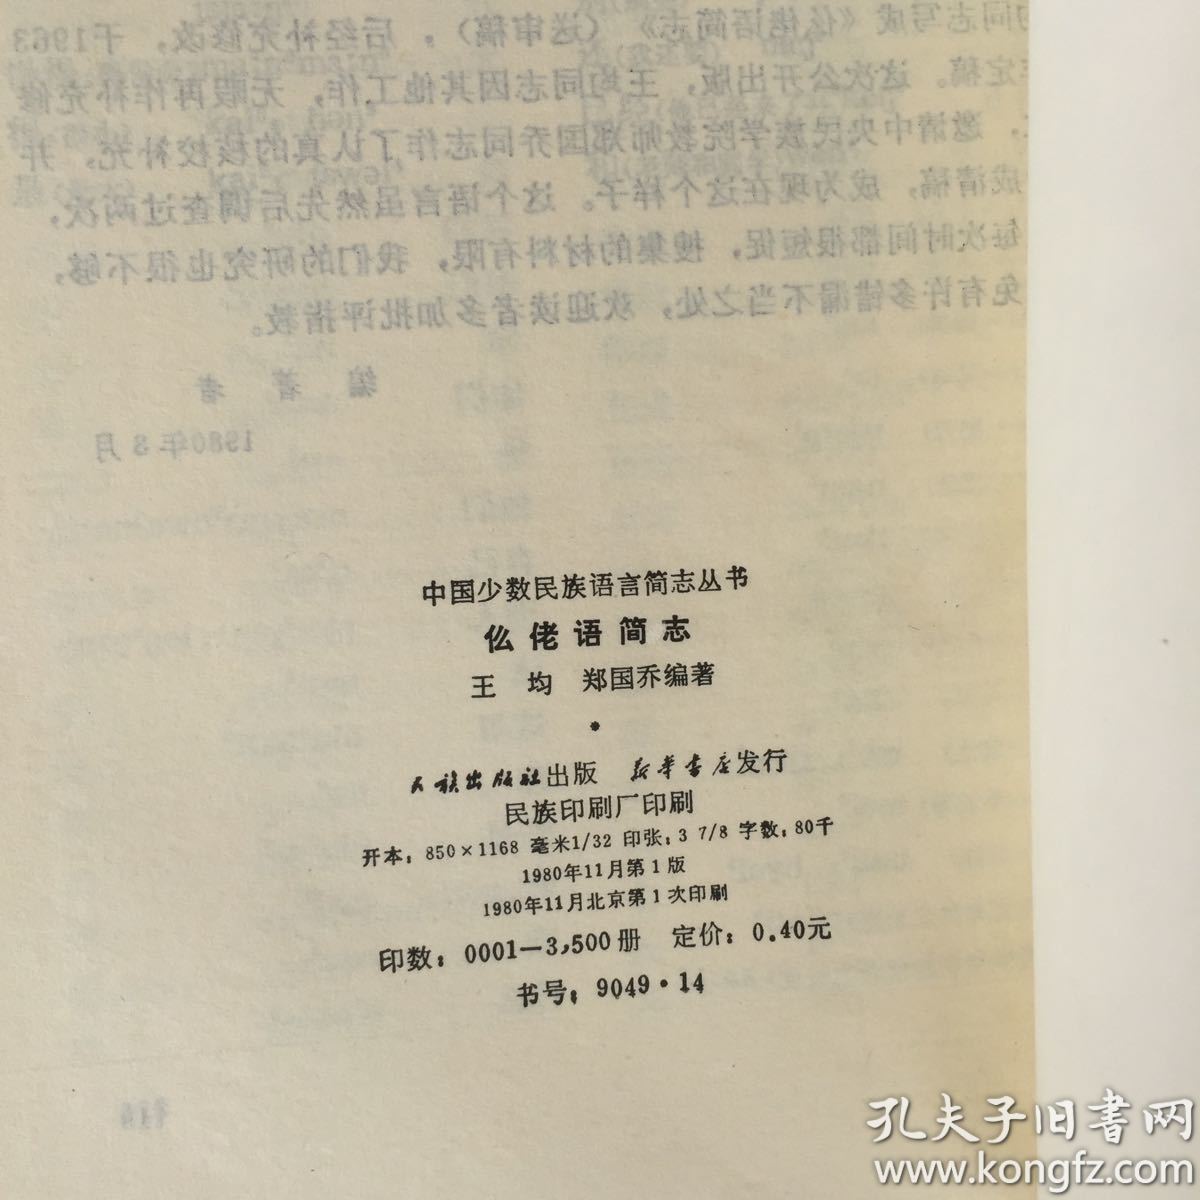 的同志写成《仫佬语简志》（送审稿），后经补充修改，于1963
定稿。这次公开出版，王均同志因其他工作，无暇再作补充修
，邀请中央民族学院教师郑国乔同志作了认真的核校补充，并
成清稿，成为现在这个样子。这个语言虽然先后调查过两次，
每次时间都很短促，搜集的材料有限，我们的研究也很不够，
免有许多错漏不当之处，欢迎读者多加批评指教。
编著者
1980年8月
中国少数民族语言简志丛书
仫佬语简志
王均 郑国乔编著
民族出版社出版 新华书店发行
民族印刷厂印刷
开本：850×1168 毫米1/32 印张：3 7/8 字数：80千
1980年11月第1版
1980年11月北京第1次印刷
印数：0001—3,500册 定价：0.40元
书号：9049·14
孔夫子旧书网
www.kongfz.com